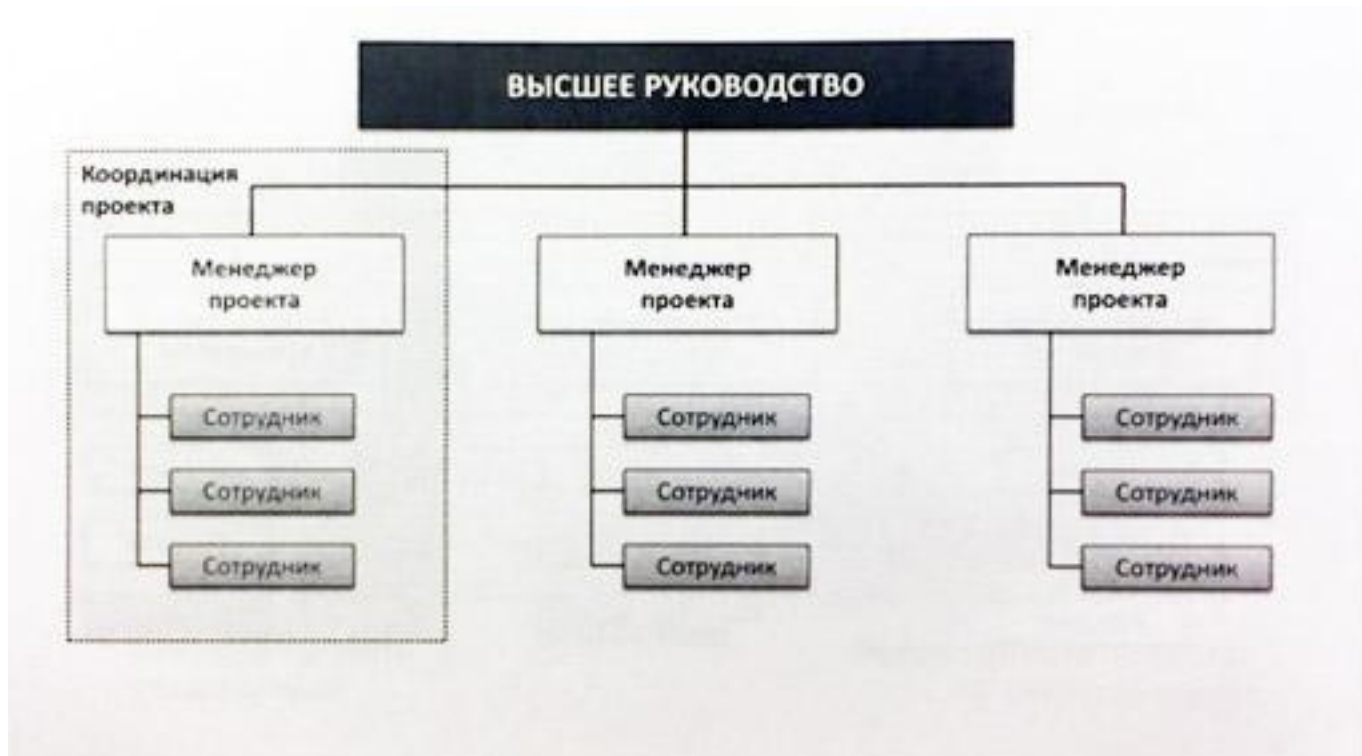 ВЫСШЕЕ РУКОВОДСТВО
Координация
проекта
Менеджер
проекта
Менеджер
проекта
Менеджер
проекта
Сотрудник
Сотрудник
Сотрудник
Сотрудник
Сотрудник
Сотрудник
Сотрудник
Сотрудник
Сотрудник